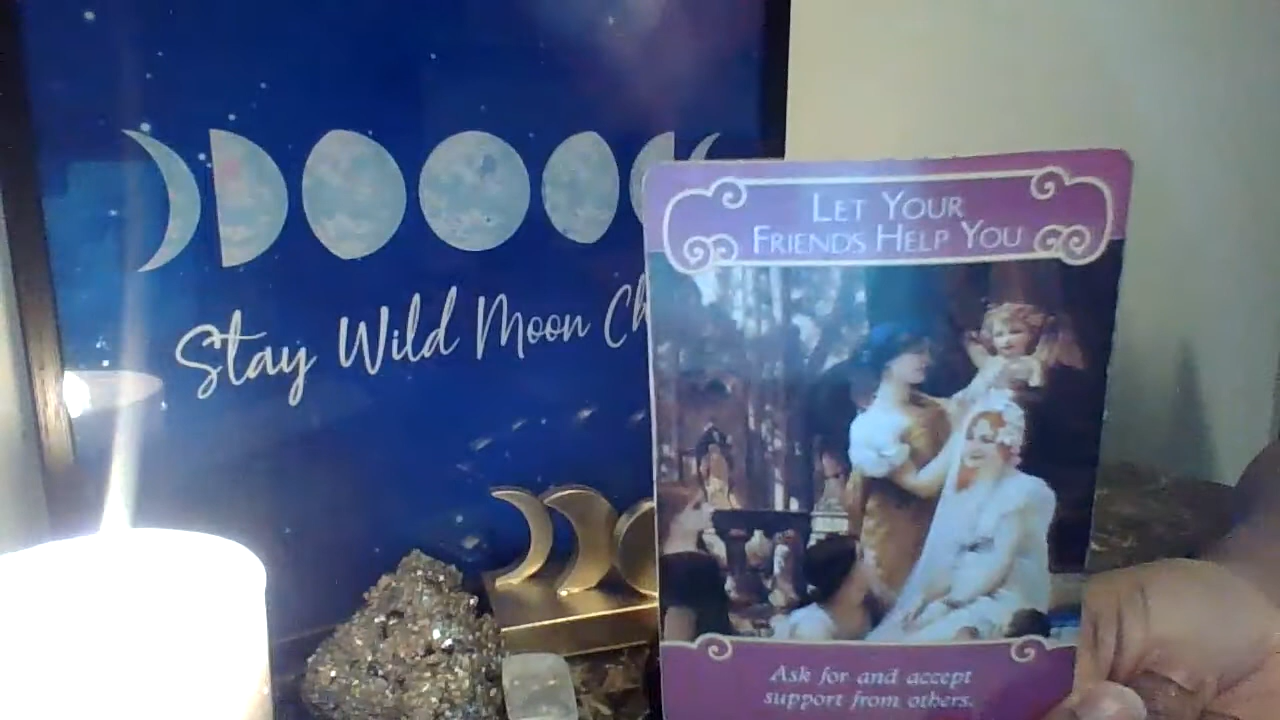 Stay Wild Moon Ch
LET YOUR
FRIENDS HELP YOU
Ask for and accept
support from others.